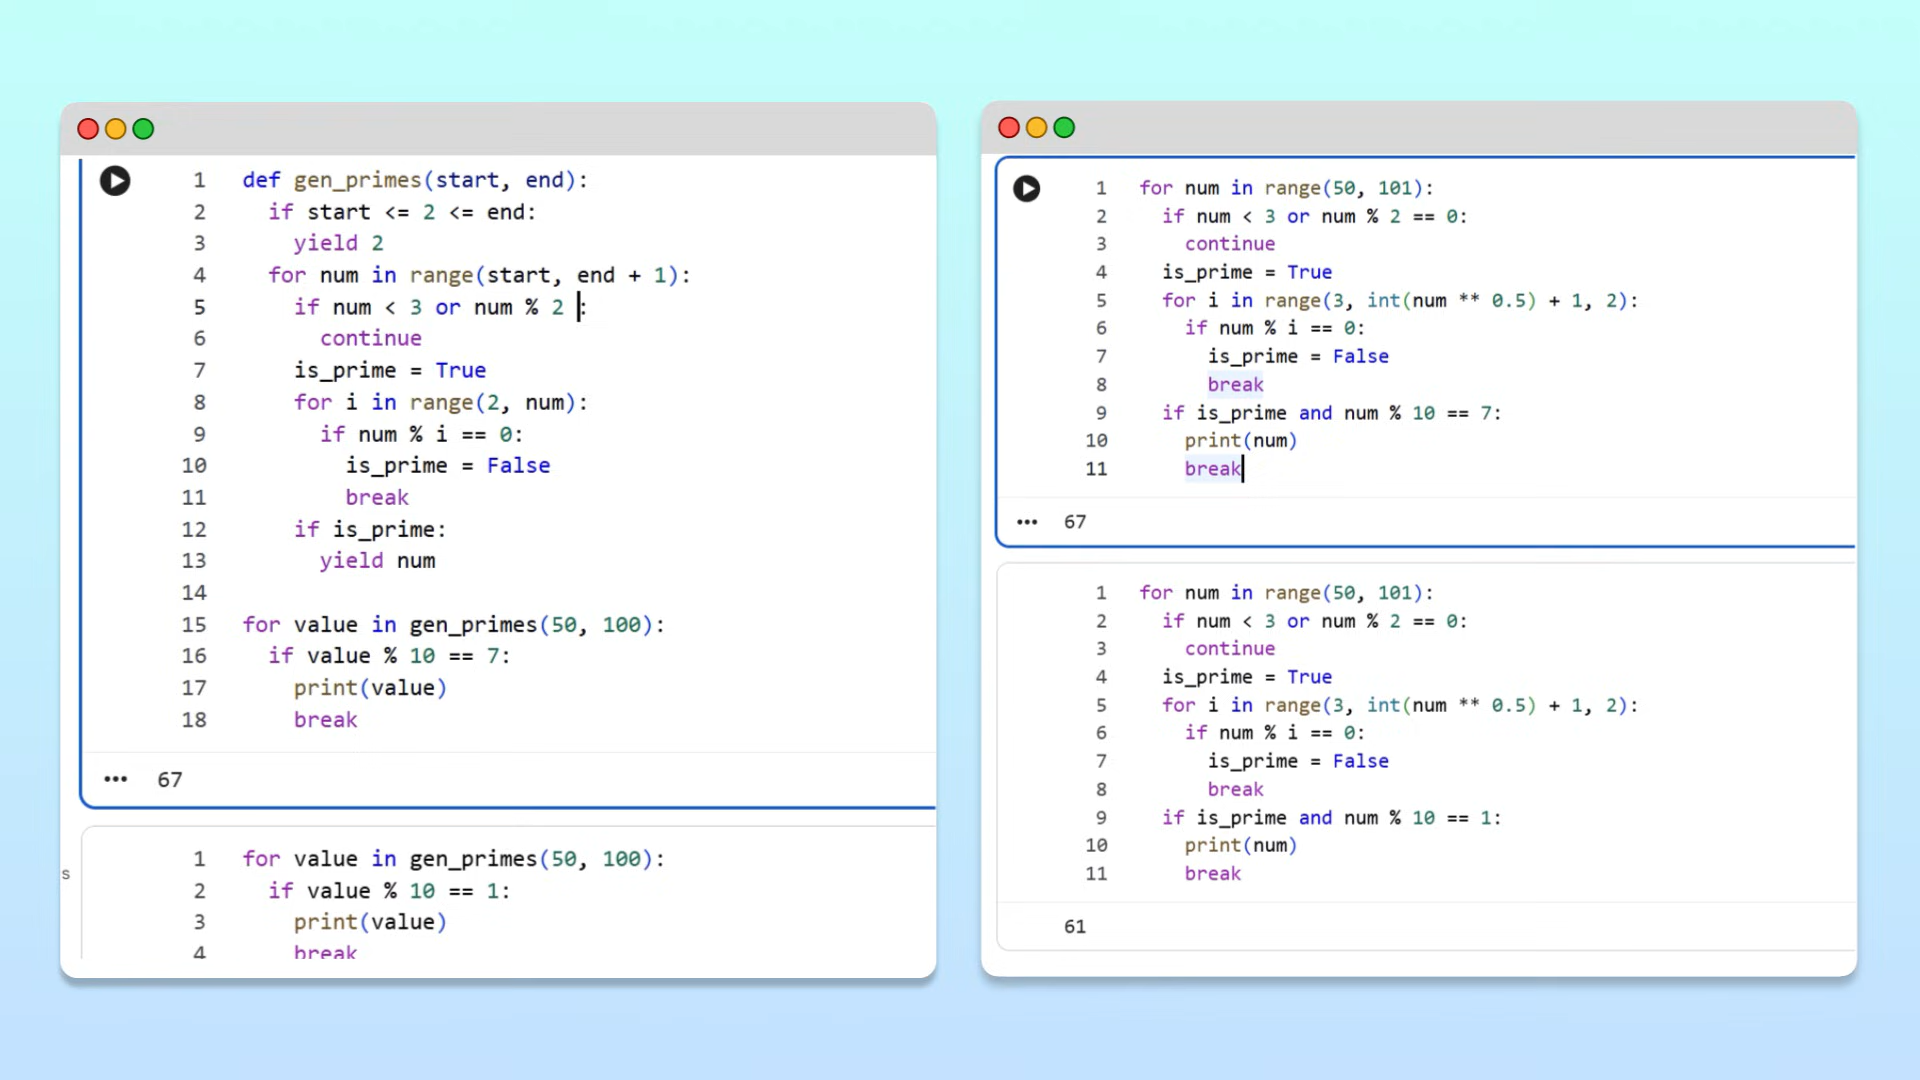 1 def gen_primes(start, end):
2 if start <= 2 <= end:
3 yield 2
4 for num in range(start, end + 1):
5 if num < 3 or num % 2 :
6 continue
7 is_prime = True
8 for i in range(2, num):
9 if num % i == 0:
10 is_prime = False
11 break
12 if is_prime:
13 yield num
14
15 for value in gen_primes(50, 100):
16 if value % 10 == 7:
17 print(value)
18 break
••• 67
1 for value in gen_primes(50, 100):
s
2 if value % 10 == 1:
3 print(value)
4 break
1 for num in range(50, 101):
2 if num < 3 or num % 2 == 0:
3 continue
4 is_prime = True
5 for i in range(3, int(num ** 0.5) + 1, 2):
6 if num % i == 0:
7 is_prime = False
8 break
9 if is_prime and num % 10 == 7:
10 print(num)
11 break
••• 67
1 for num in range(50, 101):
2 if num < 3 or num % 2 == 0:
3 continue
4 is_prime = True
5 for i in range(3, int(num ** 0.5) + 1, 2):
6 if num % i == 0:
7 is_prime = False
8 break
9 if is_prime and num % 10 == 1:
10 print(num)
11 break
61